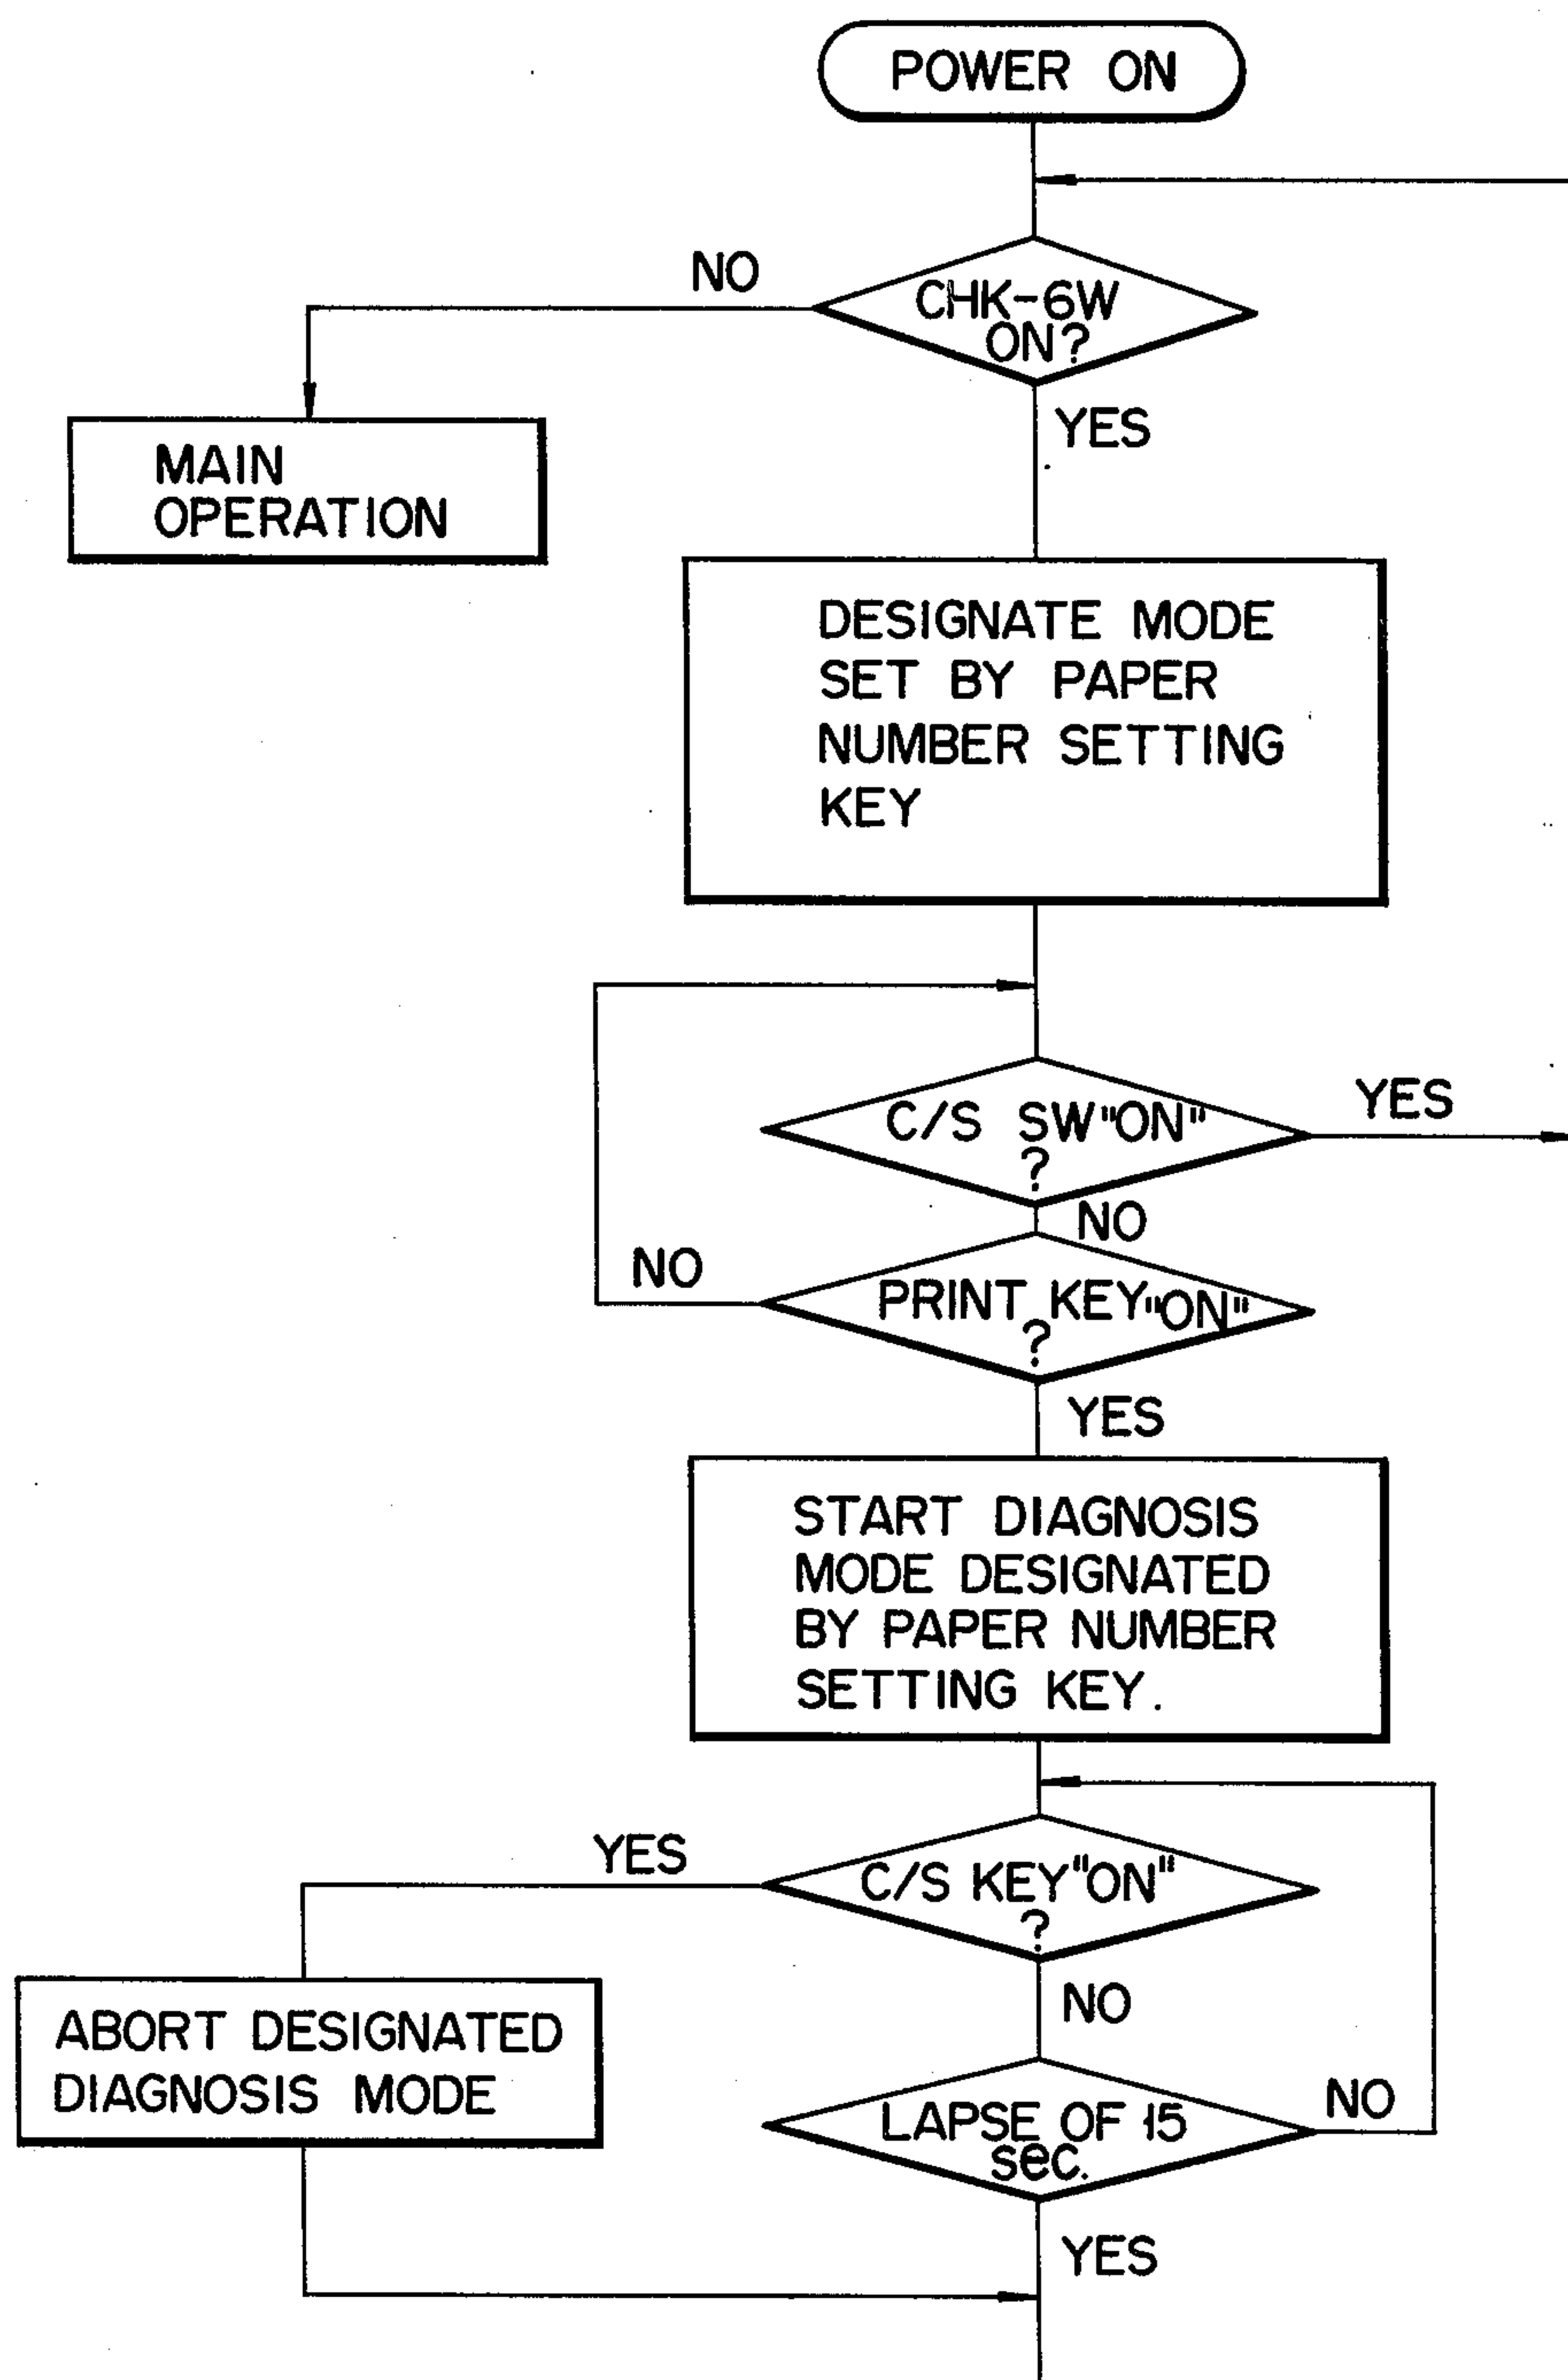 POWER ON
NO
CHK-6W
ON?
YES
MAIN
OPERATION
DESIGNATE MODE
SET BY PAPER
NUMBER SETTING
KEY
C/S SW"ON"
?
YES
NO
NO
PRINT KEY"ON"
?
YES
START DIAGNOSIS
MODE DESIGNATED
BY PAPER NUMBER
SETTING KEY.
YES
C/S KEY"ON"
?
NO
ABORT DESIGNATED
DIAGNOSIS MODE
LAPSE OF 15
sec.
NO
YES